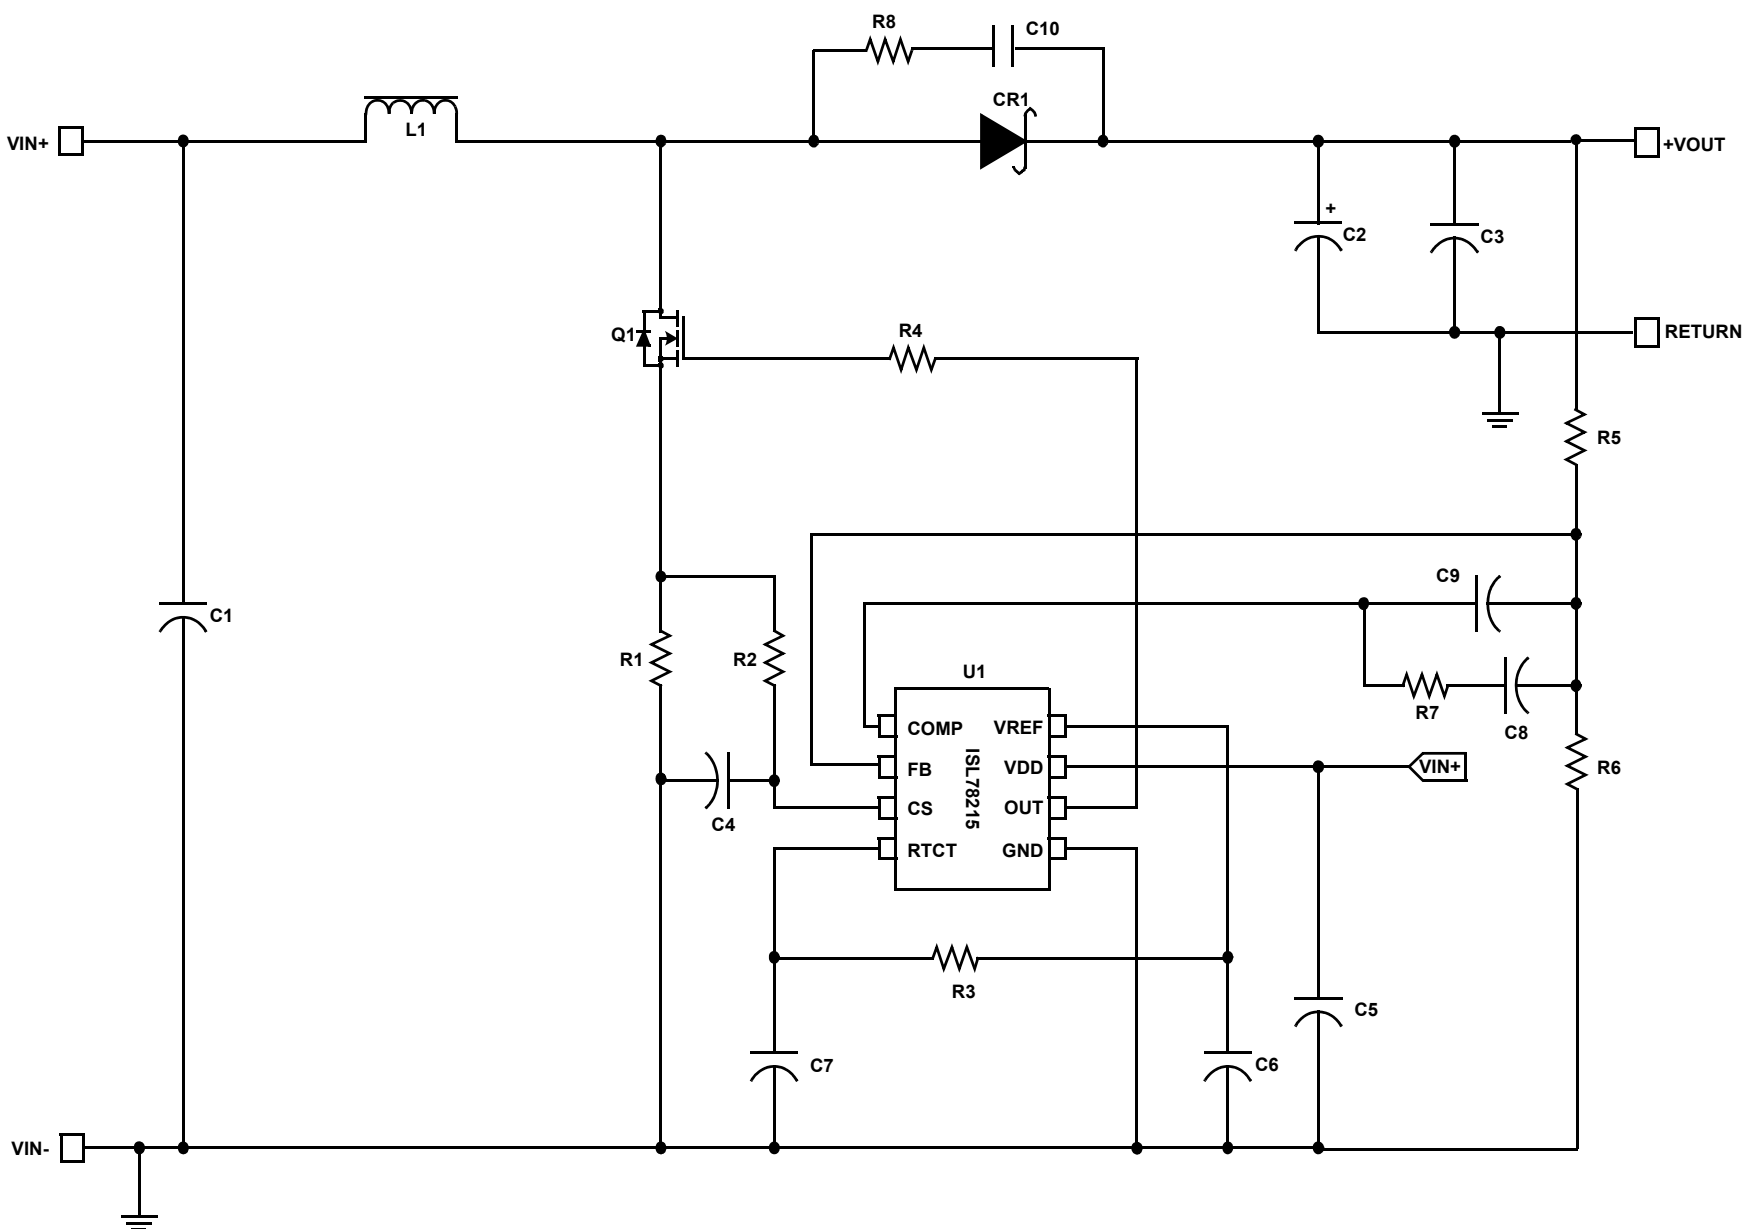 R8
C10
CR1
VIN+
L1
+VOUT
+
C2
C3
Q1
R4
RETURN
R5
C9
C1
R1
R2
U1
R7
C8
COMP
VREF
FB
VDD
VIN+
R6
CS
OUT
C4
RTCT
GND
ISL78215
R3
C5
C7
C6
VIN-